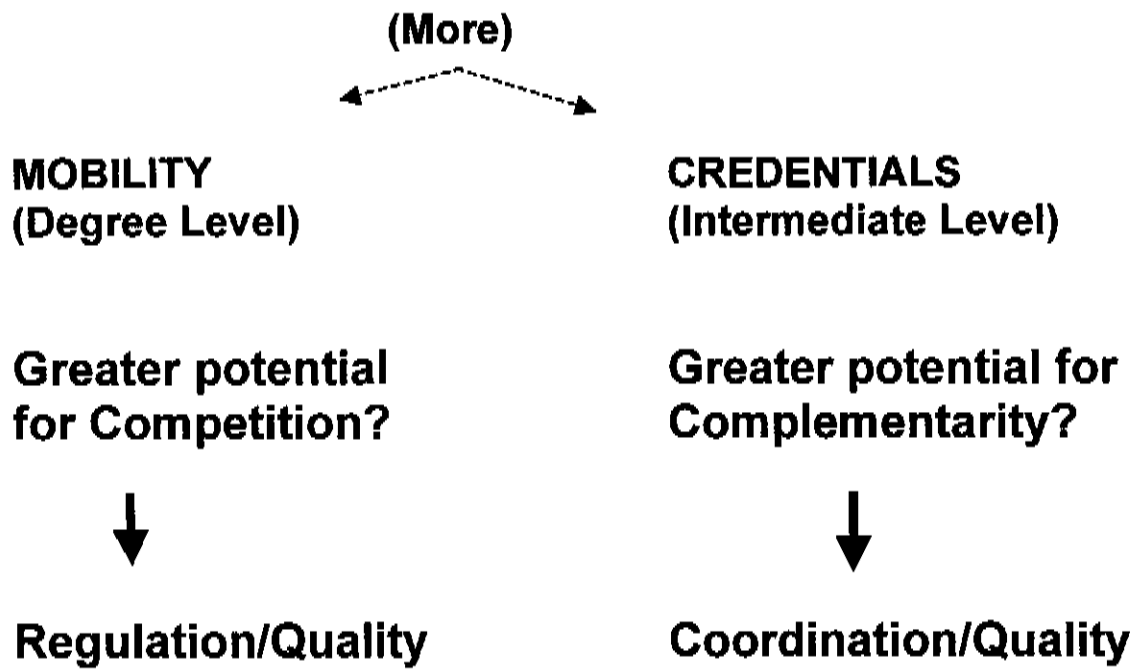 (More)
MOBILITY
(Degree Level)
CREDENTIALS
(Intermediate Level)
Greater potential
for Competition?
Greater potential for
Complementarity?
Regulation/Quality
Coordination/Quality